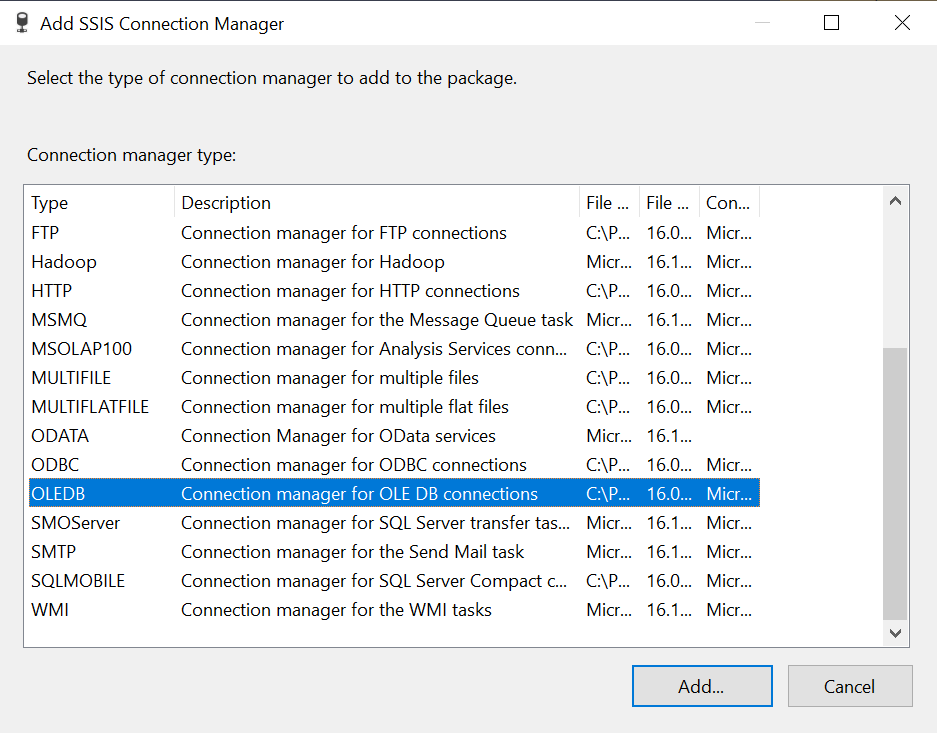 Add SSIS Connection Manager
Select the type of connection manager to add to the package.
Connection manager type:
Type Description File ... File ... Con...
FTP Connection manager for FTP connections C:\P... 16.0... Micr...
Hadoop Connection manager for Hadoop Micr... 16.1... Micr...
HTTP Connection manager for HTTP connections C:\P... 16.0... Micr...
MSMQ Connection manager for the Message Queue task Micr... 16.1... Micr...
MSOLAP100 Connection manager for Analysis Services conn... C:\P... 16.0... Micr...
MULTIFILE Connection manager for multiple files C:\P... 16.0... Micr...
MULTIFLATFILE Connection manager for multiple flat files C:\P... 16.0... Micr...
ODATA Connection Manager for OData services Micr... 16.1...
ODBC Connection manager for ODBC connections C:\P... 16.0... Micr...
OLEDB Connection manager for OLE DB connections C:\P... 16.0... Micr...
SMOServer Connection manager for SQL Server transfer tas... Micr... 16.1... Micr...
SMTP Connection manager for the Send Mail task Micr... 16.1... Micr...
SQLMOBILE Connection manager for SQL Server Compact c... C:\P... 16.0... Micr...
WMI Connection manager for the WMI tasks Micr... 16.1... Micr...
Add... Cancel